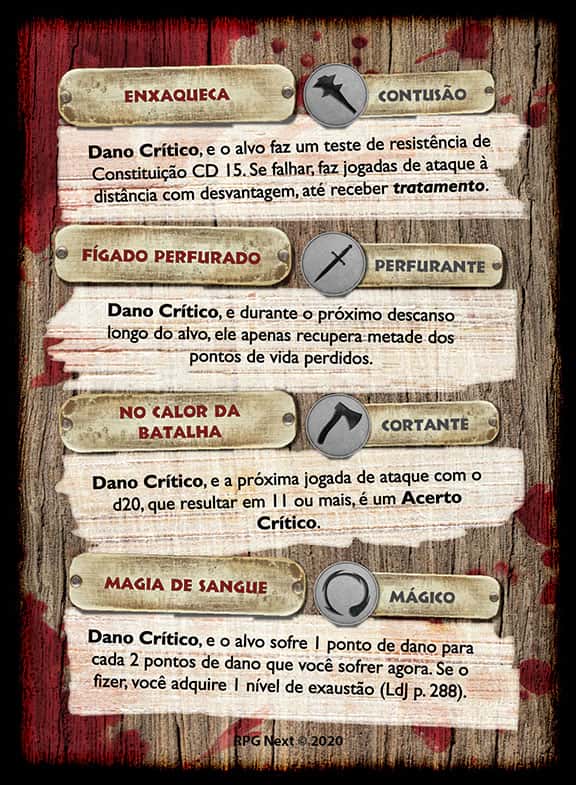 ENXAQUECA
CONTUSÃO
Dano Crítico, e o alvo faz um teste de resistência de
Constituição CD 15. Se falhar, faz jogadas de ataque à
distância com desvantagem, até receber tratamento.
FÍGADO PERFURADO
PERFURANTE
Dano Crítico, e durante o próximo descanso
longo do alvo, ele apenas recupera metade dos
pontos de vida perdidos.
NO CALOR DA
BATALHA
CORTANTE
Dano Crítico, e a próxima jogada de ataque com o
d20, que resultar em 11 ou mais, é um Acerto
Crítico.
MAGIA DE SANGUE
MÁGICO
Dano Crítico, e o alvo sofre 1 ponto de dano para
cada 2 pontos de dano que você sofrer agora. Se o
fizer, você adquire 1 nível de exaustão (LdJ p. 288).
RPG Next © 2020